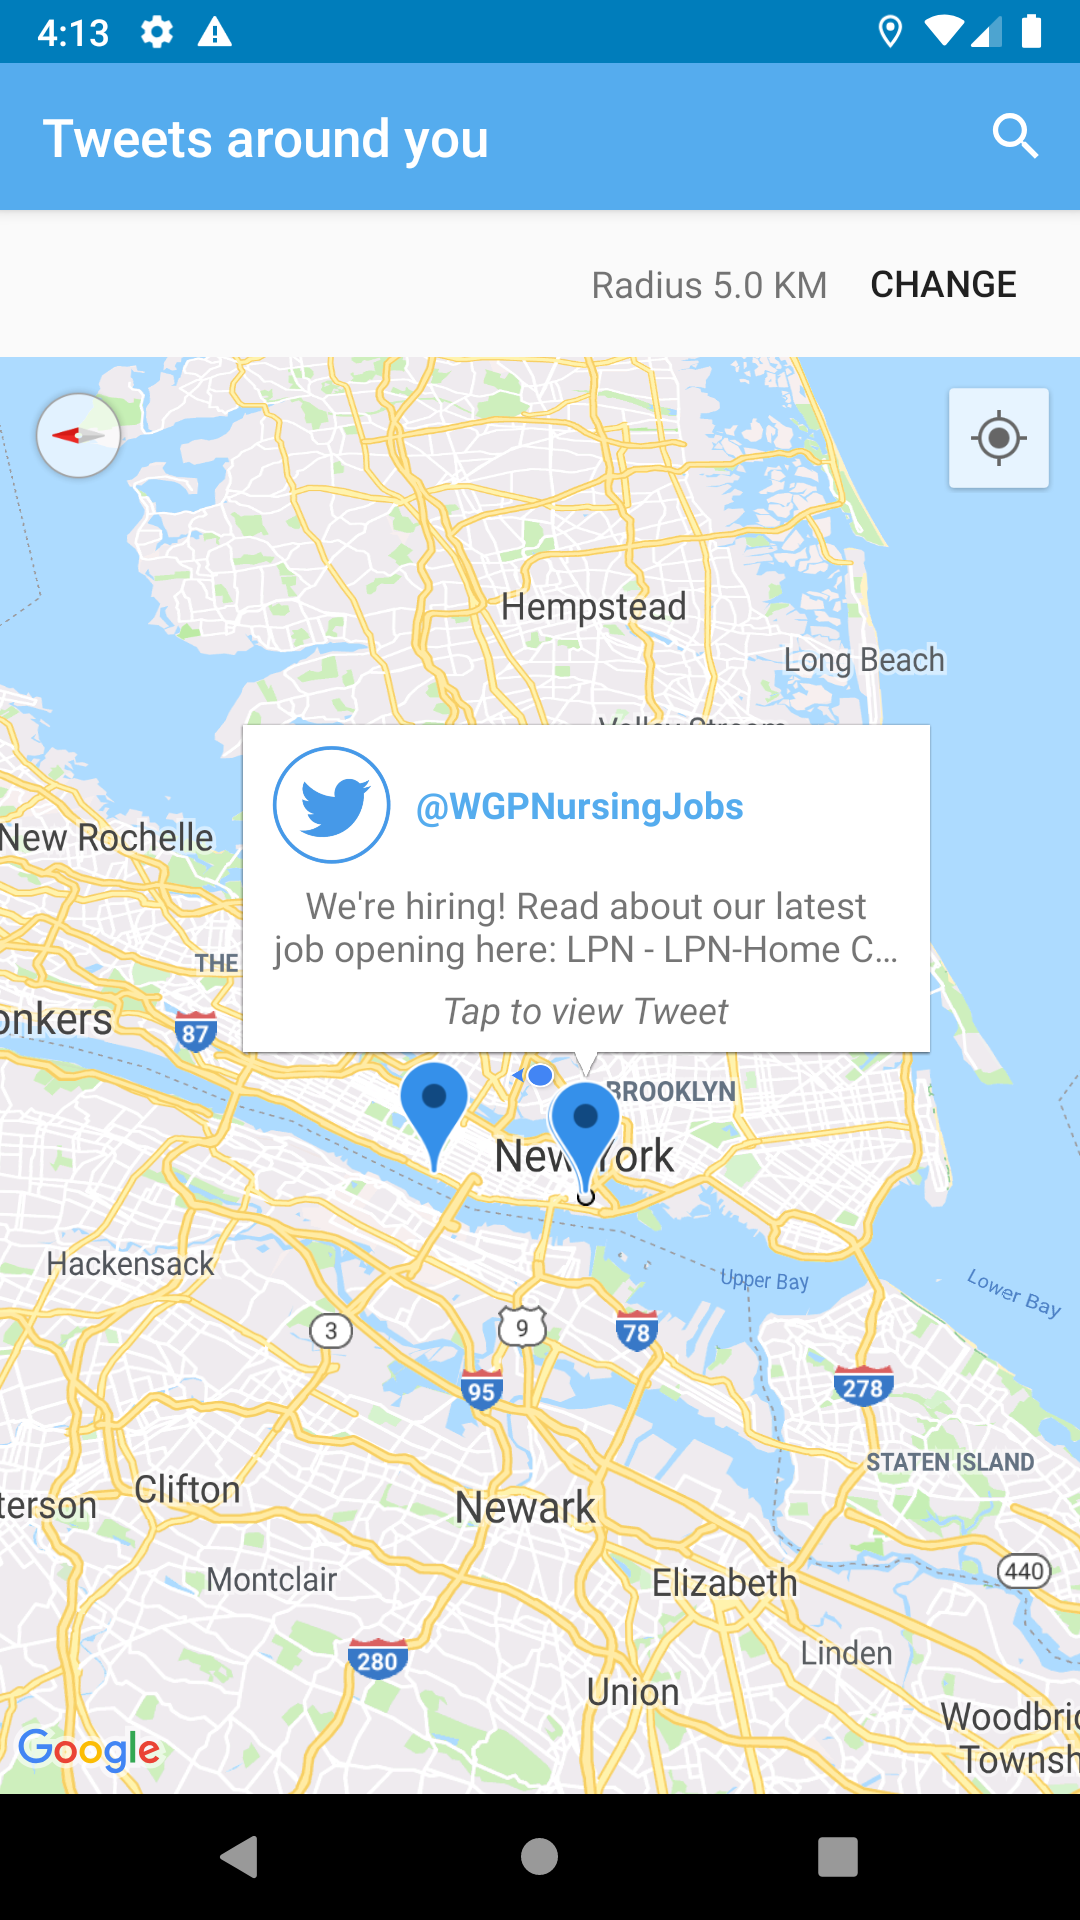 4:13
Tweets around you
Radius 5.0 KM CHANGE
Hempstead
Long Beach
Valley Stream
@WGPNursingJobs
New Rochelle
We're hiring! Read about our latest
job opening here: LPN - LPN-Home C...
THE
Tap to view Tweet
onkers
87
BROOKLYN
New York
Hackensack
Upper Bay
Lower Bay
3
9
78
95
278
STATEN ISLAND
Clifton
terson
Newark
440
Montclair
Elizabeth
Linden
280
Union
Woodbric
Townsh
Google